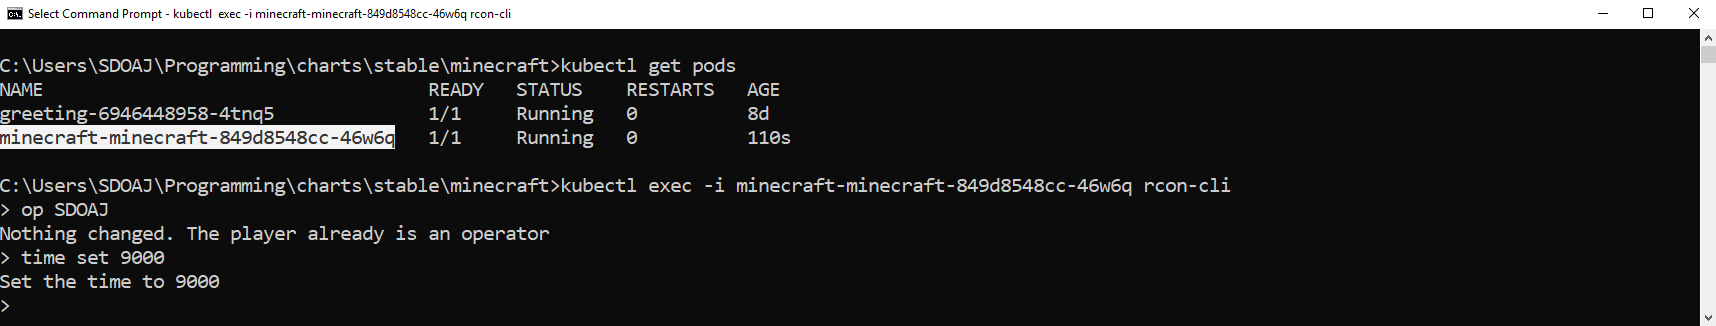 Select Command Prompt - kubectl  exec -i minecraft-minecraft-849d8548cc-46w6q rcon-cli
C:\Users\SDOAJ\Programming\charts\stable\minecraft>kubectl get pods
NAME                                   READY   STATUS    RESTARTS   AGE
greeting-6946448958-4tnq5              1/1     Running   0          8d
minecraft-minecraft-849d8548cc-46w6q   1/1     Running   0          110s
C:\Users\SDOAJ\Programming\charts\stable\minecraft>kubectl exec -i minecraft-minecraft-849d8548cc-46w6q rcon-cli
> op SDOAJ
Nothing changed. The player already is an operator
> time set 9000
Set the time to 9000
>